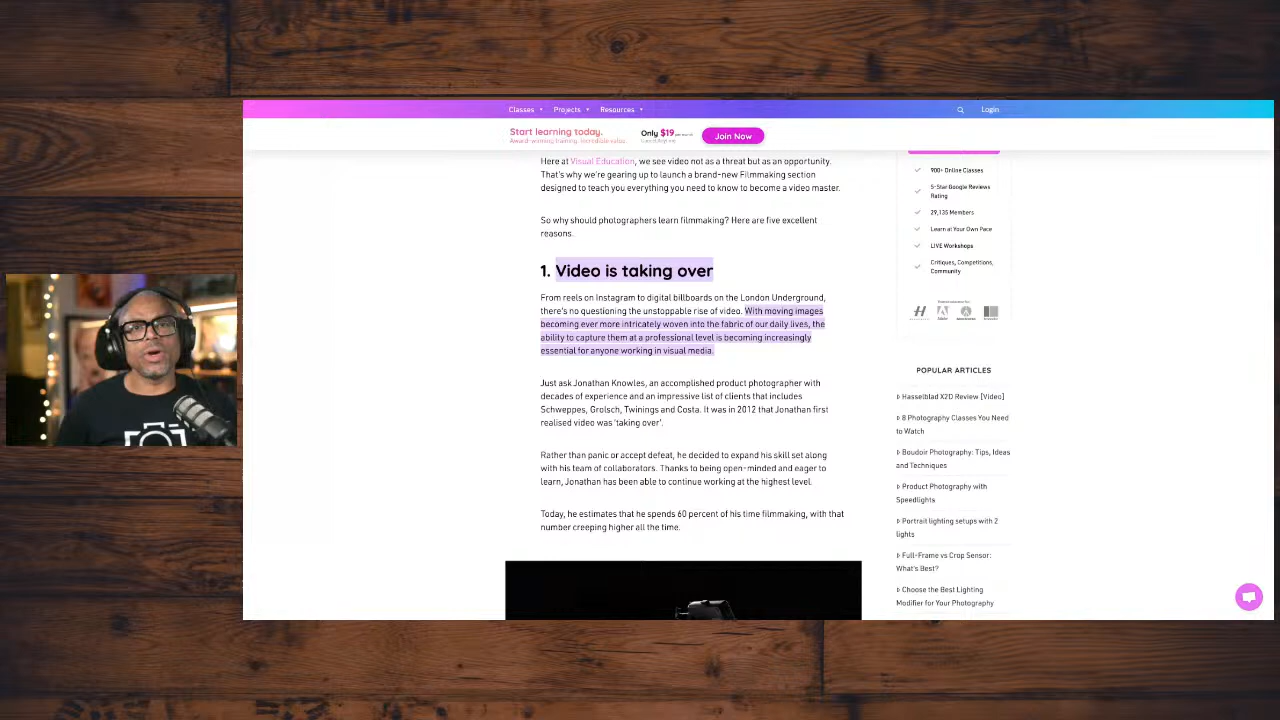 Classes
Projects
Resources
Login
Start learning today.
Only $19
Join Now
Here at Visual Education, we see video not as a threat but as an opportunity.
That's why we're gearing up to launch a brand-new Filmmaking section
designed to teach you everything you need to know to become a video master.
So why should photographers learn filmmaking? Here are five excellent
reasons.
1. Video is taking over
From reels on Instagram to digital billboards on the London Underground,
there's no questioning the unstoppable rise of video. With moving images
becoming ever more intricately woven into the fabric of our daily lives, the
ability to capture them at a professional level is becoming increasingly
essential for anyone working in visual media.
Just ask Jonathan Knowles, an accomplished product photographer with
decades of experience and an impressive list of clients that includes
Schweppes, Grolsch, Twinings and Costa. It was in 2012 that Jonathan first
realised video was 'taking over'.
Rather than panic or accept defeat, he decided to expand his skill set along
with his team of collaborators. Thanks to being open-minded and eager to
learn, Jonathan has been able to continue working at the highest level.
Today, he estimates that he spends 60 percent of his time filmmaking, with that
number creeping higher all the time.
900+ Online Classes
5-Star Google Reviews
Rating
29,135 Members
Learn at Your Own Pace
LIVE Workshops
Critiques, Competitions,
Community
POPULAR ARTICLES
Hasselblad X2D Review [Video]
8 Photography Classes You Need
to Watch
Boudoir Photography: Tips, Ideas
and Techniques
Product Photography with
Speedlights
Portrait lighting setups with 2
lights
Full-Frame vs Crop Sensor:
What's Best?
Choose the Best Lighting
Modifier for Your Photography